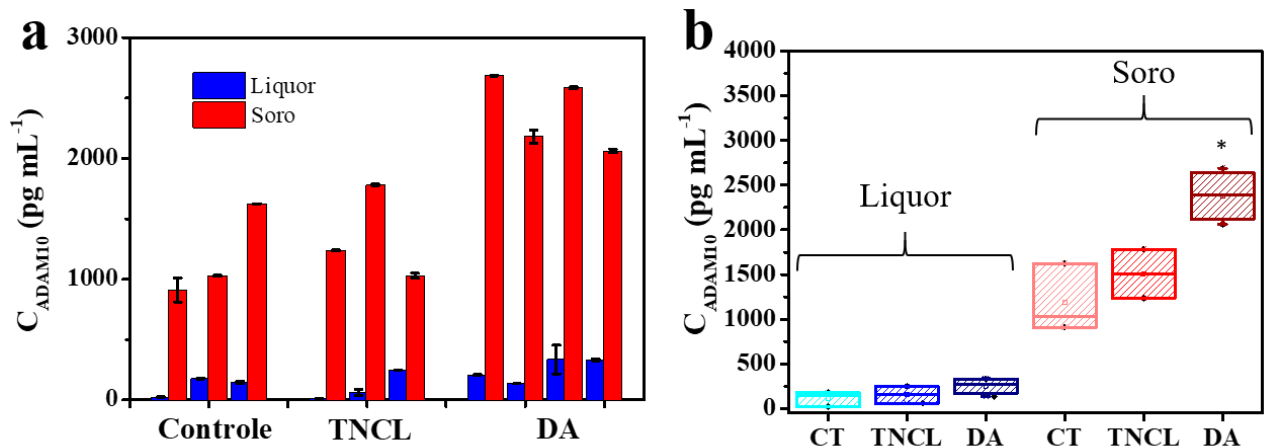 a
3000
2000
1000
0
C_ADAM10 (pg mL⁻¹)
Liquor
Soro
Controle TNCL DA
b
4000
3500
3000
2500
2000
1500
1000
500
0
C_ADAM10 (pg mL⁻¹)
Soro
Liquor
*
CT TNCL DA CT TNCL DA